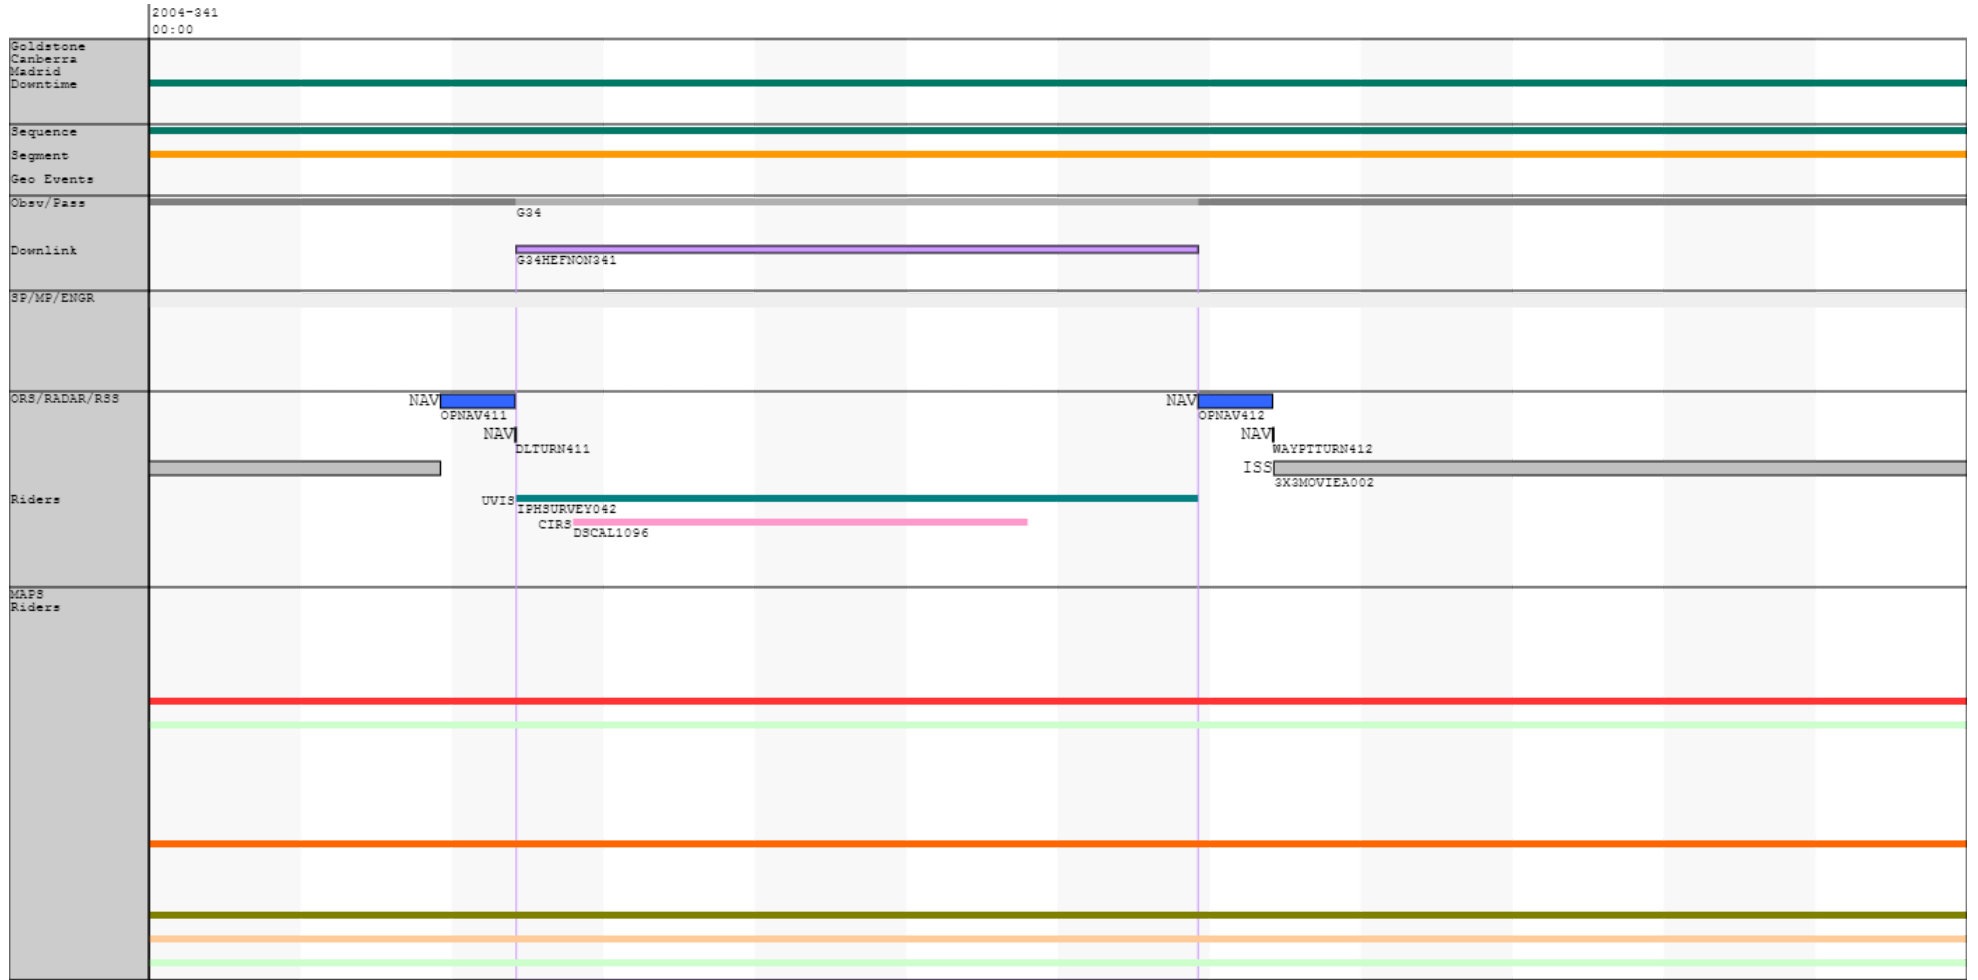 2004-341
00:00
Goldstone
Canberra
Madrid
Downtime
Sequence
Segment
Geo Events
Obsv/Pass
G34
Downlink
G34HEFNON341
SP/MP/ENGR
ORS/RADAR/RSS
NAV
NAV
OPNAV411
OPNAV412
NAV
NAV
DLTURN411
WAYPTTURN412
ISS
3X3MOVIEA002
Riders
UVIS
IPHSURVEY042
CIRS
DSCAL1096
MAPS
Riders